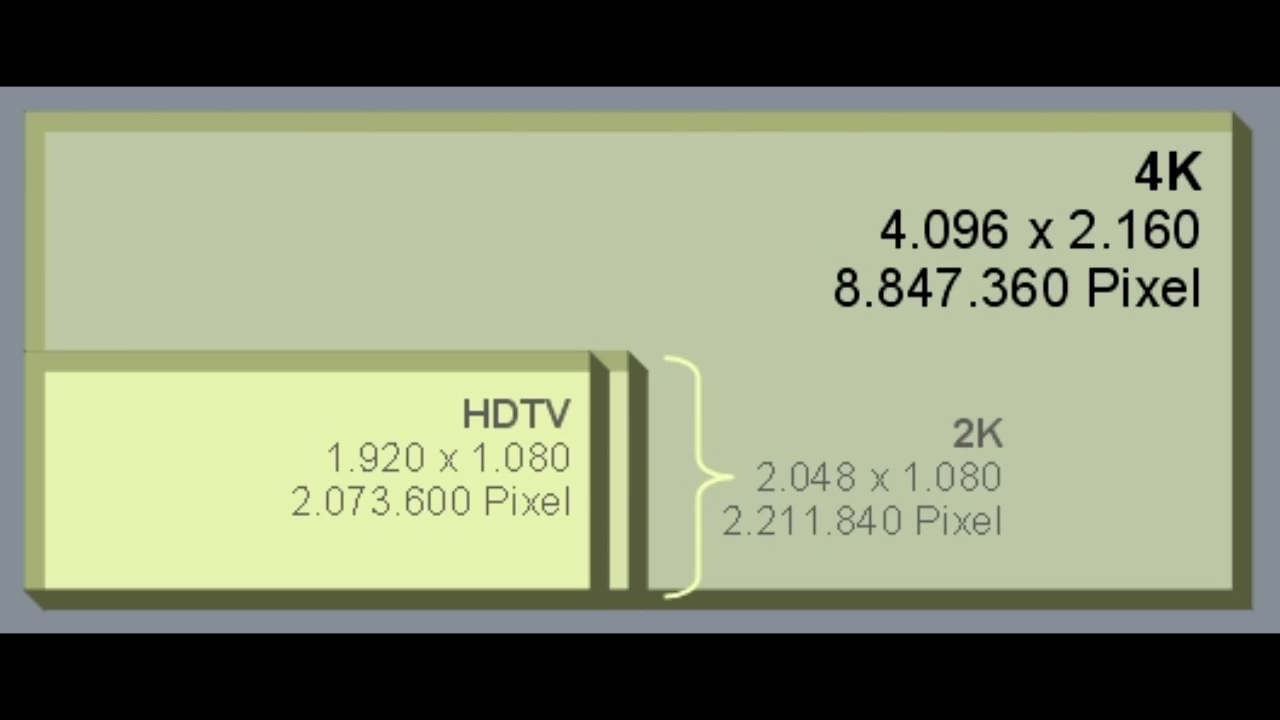 4K
4.096 x 2.160
8.847.360 Pixel
HDTV
1.920 x 1.080
2.073.600 Pixel
2K
2.048 x 1.080
2.211.840 Pixel